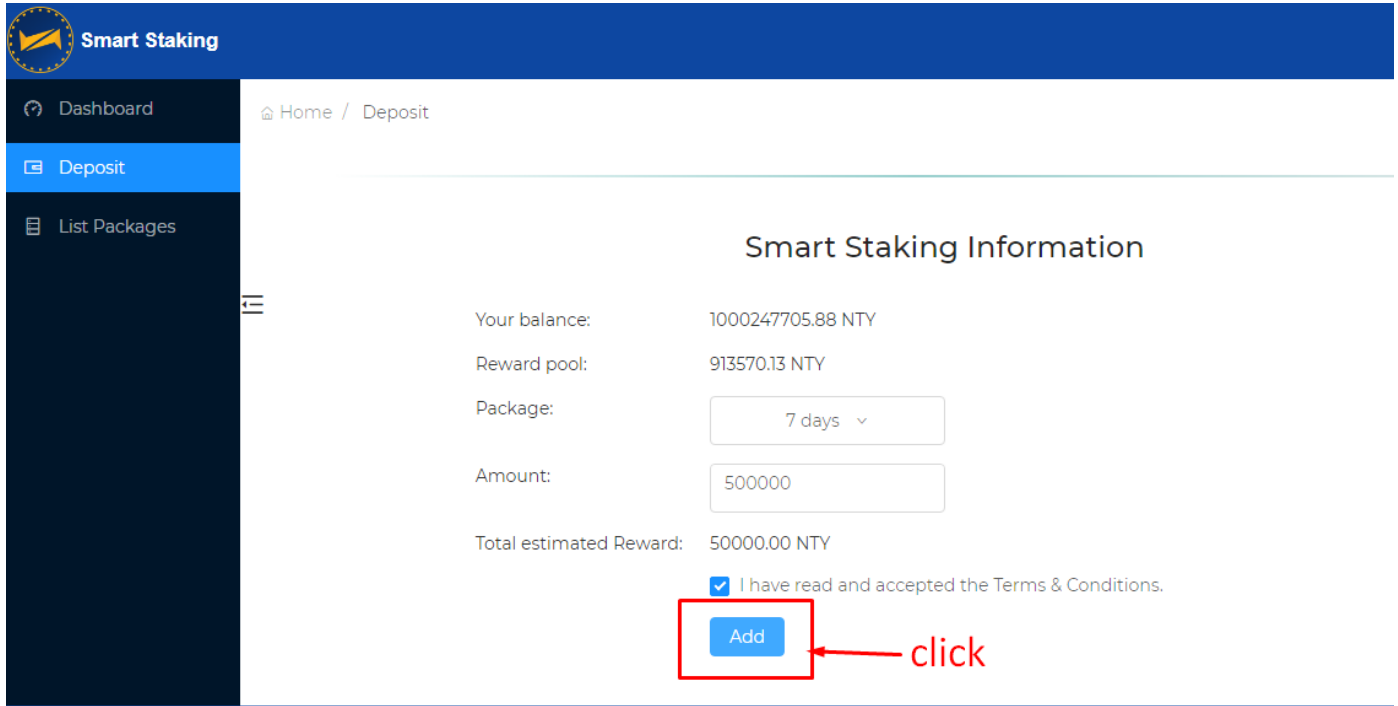 Smart Staking
Dashboard
Home / Deposit
Deposit
List Packages
Smart Staking Information
Your balance: 1000247705.88 NTY
Reward pool: 913570.13 NTY
Package: 7 days
Amount: 500000
Total estimated Reward: 50000.00 NTY
I have read and accepted the Terms & Conditions.
Add
click